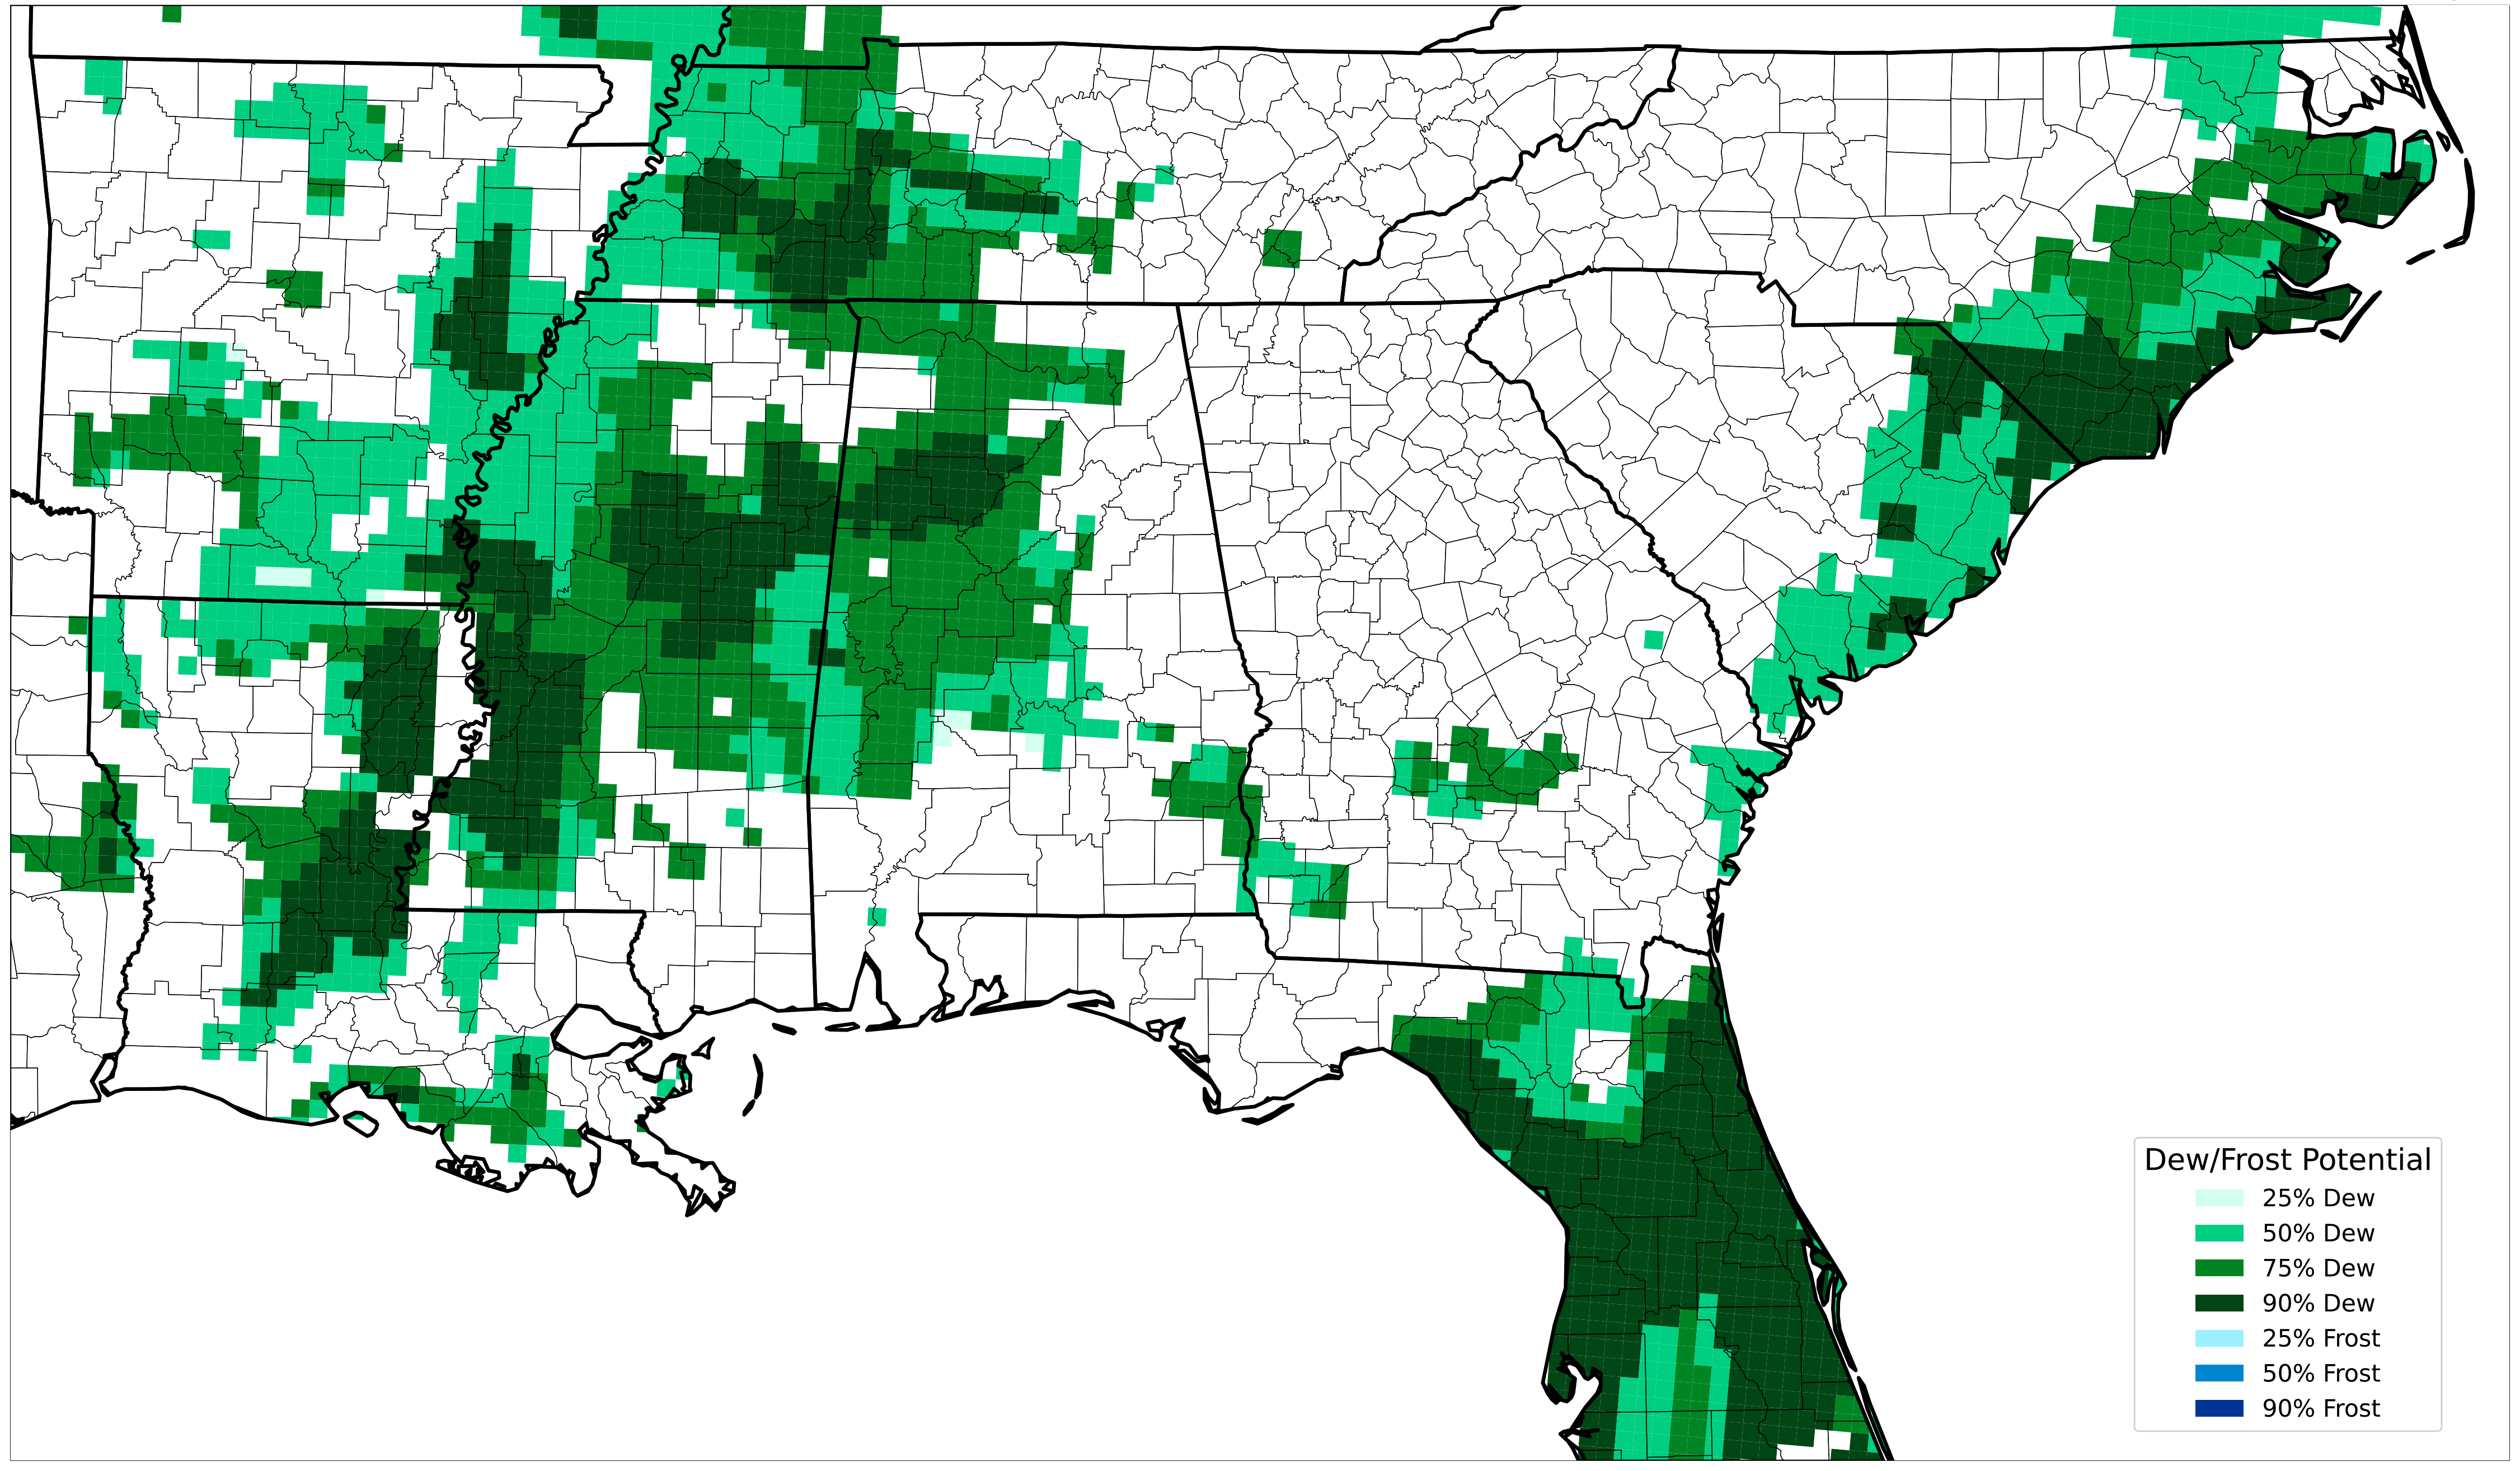 Dew/Frost Potential
25% Dew
50% Dew
75% Dew
90% Dew
25% Frost
50% Frost
90% Frost